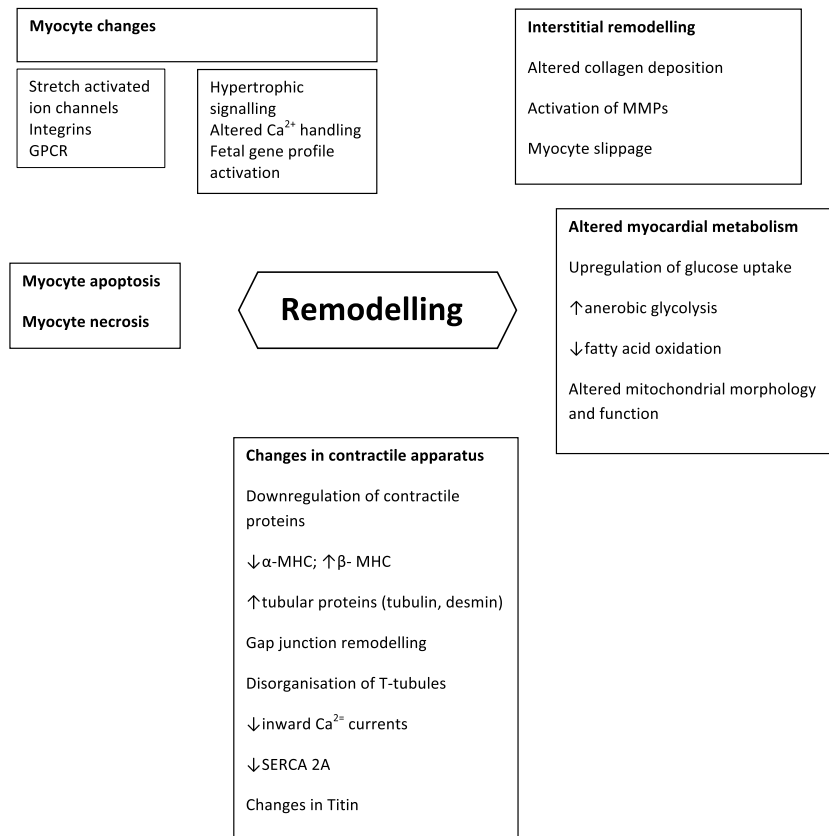 Myocyte changes
Stretch activated
ion channels
Integrins
GPCR
Hypertrophic
signalling
Altered Ca²⁺ handling
Fetal gene profile
activation
Interstitial remodelling
Altered collagen deposition
Activation of MMPs
Myocyte slippage
Altered myocardial metabolism
Upregulation of glucose uptake
↑anerobic glycolysis
↓fatty acid oxidation
Altered mitochondrial morphology
and function
Myocyte apoptosis
Myocyte necrosis
Remodelling
Changes in contractile apparatus
Downregulation of contractile
proteins
↓α-MHC; ↑β- MHC
↑tubular proteins (tubulin, desmin)
Gap junction remodelling
Disorganisation of T-tubules
↓inward Ca²⁼ currents
↓SERCA 2A
Changes in Titin